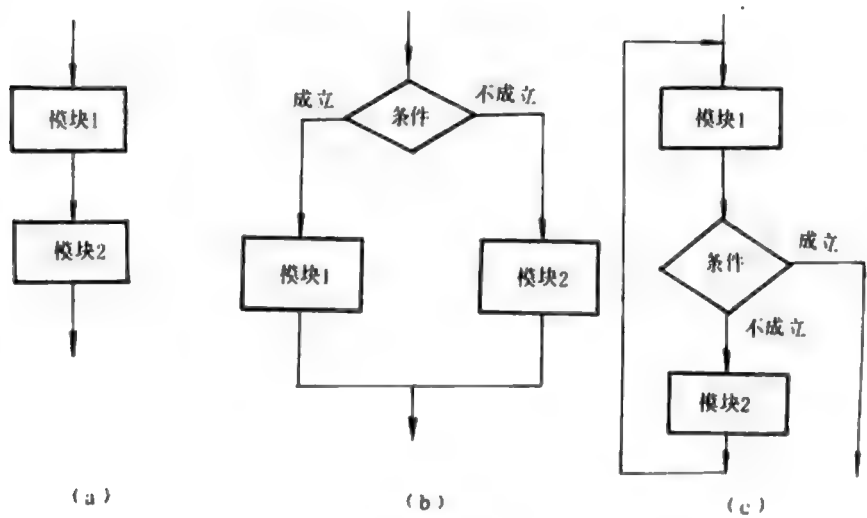 模块1
模块2
(a)
成立
条件
不成立
模块1
模块2
(b)
模块1
条件
成立
不成立
模块2
(c)